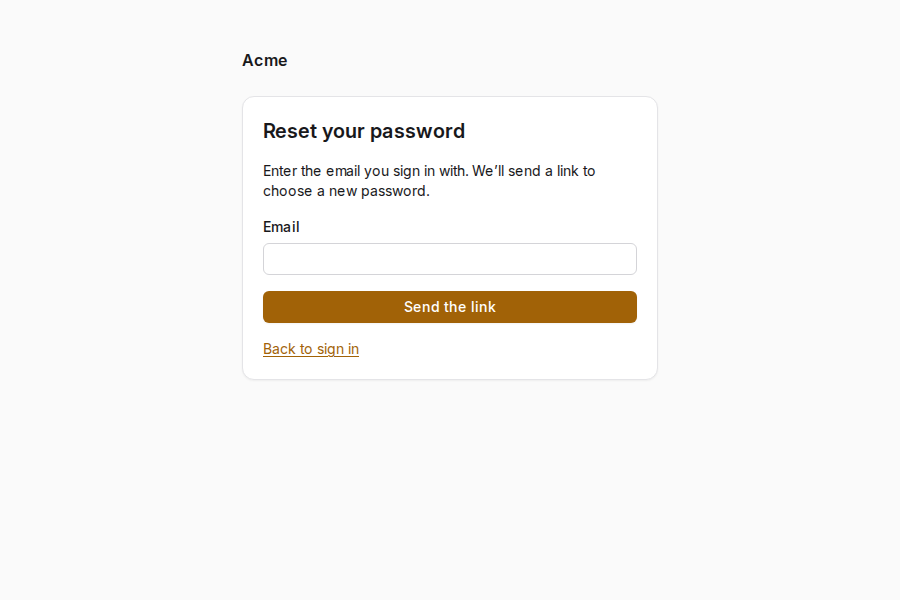 Acme
Reset your password
Enter the email you sign in with. We’ll send a link to
choose a new password.
Email
Send the link
Back to sign in